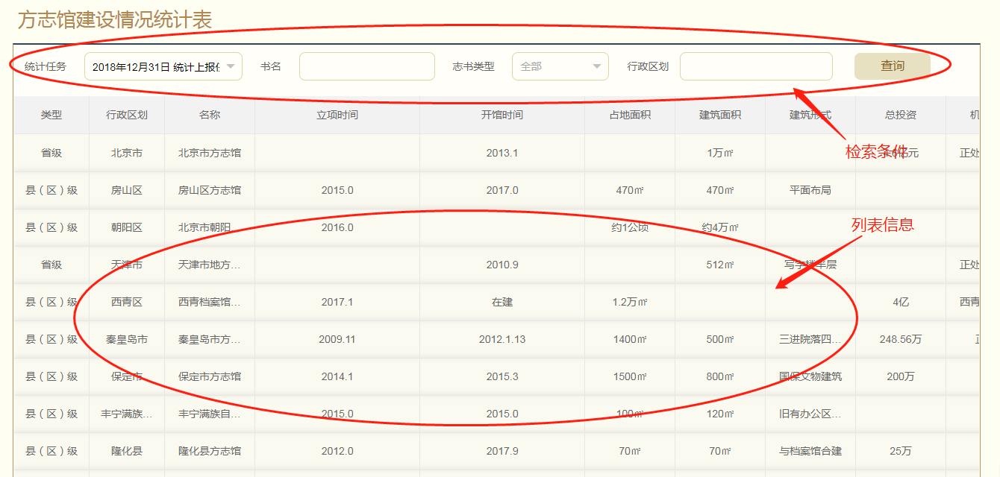 方志馆建设情况统计表
统计任务 2018年12月31日 统计上报 书名 志书类型 全部 行政区划 查询
类型 行政区划 名称 立项时间 开馆时间 占地面积 建筑面积 建筑形式 总投资 机
检索条件
省级 北京市 北京市方志馆 2013.1 1万㎡ 正处
县（区）级 房山区 房山区方志馆 2015.0 2017.0 470㎡ 470㎡ 平面布局
列表信息
县（区）级 朝阳区 北京市朝阳... 2016.0 约1公顷 约4万㎡
省级 天津市 天津市地方... 2010.9 512㎡ 写字楼半层 正处
县（区）级 西青区 西青档案馆... 2017.1 在建 1.2万㎡ 4亿 西青
县（区）级 秦皇岛市 秦皇岛市方... 2009.11 2012.1.13 1400㎡ 500㎡ 三进院落四... 248.56万
县（区）级 保定市 保定市方志馆 2014.1 2015.3 1500㎡ 800㎡ 国保文物建筑 200万
县（区）级 丰宁满族... 丰宁满族自... 2015.0 2015.0 100㎡ 120㎡ 旧有办公区...
县（区）级 隆化县 隆化县方志馆 2012.0 2017.9 70㎡ 70㎡ 与档案馆合建 25万